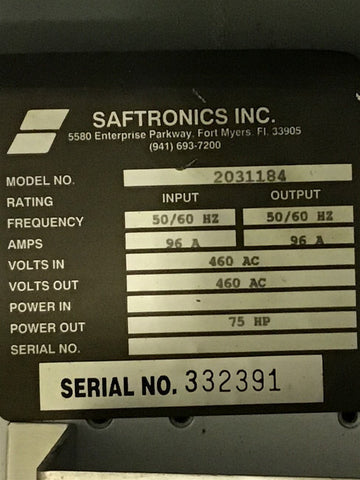 SAFTRONICS INC.
5580 Enterprise Parkway, Fort Myers, Fl. 33905
(941) 693-7200
MODEL NO. 2031184
RATING INPUT OUTPUT
FREQUENCY 50/60 HZ 50/60 HZ
AMPS 96 A 96 A
VOLTS IN 460 AC
VOLTS OUT 460 AC
POWER IN
POWER OUT 75 HP
SERIAL NO.
SERIAL NO. 332391